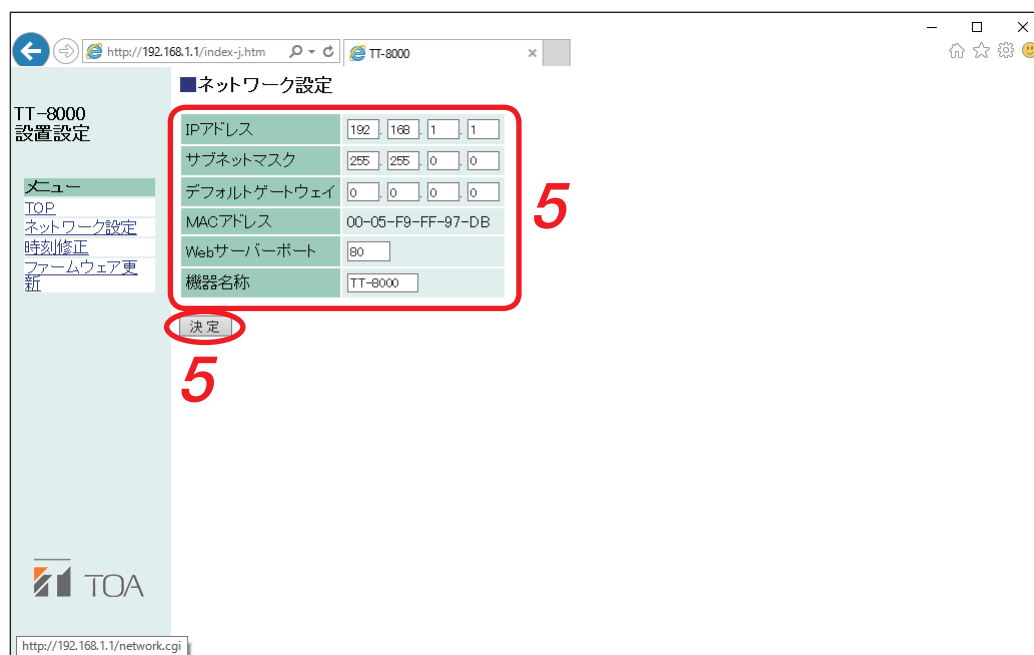 http://192.168.1.1/index-j.htm
TT-8000
TT-8000
設置設定
メニュー
TOP
ネットワーク設定
時刻修正
ファームウェア更
新
■ネットワーク設定
IPアドレス 192 . 168 . 1 . 1
サブネットマスク 255 . 255 . 0 . 0
デフォルトゲートウェイ 0 . 0 . 0 . 0
MACアドレス 00-05-F9-FF-97-DB
Webサーバーポート 80
機器名称 TT-8000
5
決定
5
TOA
http://192.168.1.1/network.cgi